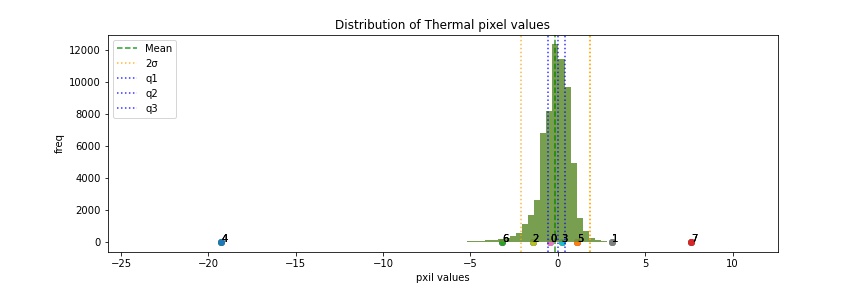 Distribution of Thermal pixel values
Mean
2σ
q1
q2
q3
freq
12000
10000
8000
6000
4000
2000
0
4 6 2 0 3 5 1 7
−25 −20 −15 −10 −5 0 5 10
pxil values